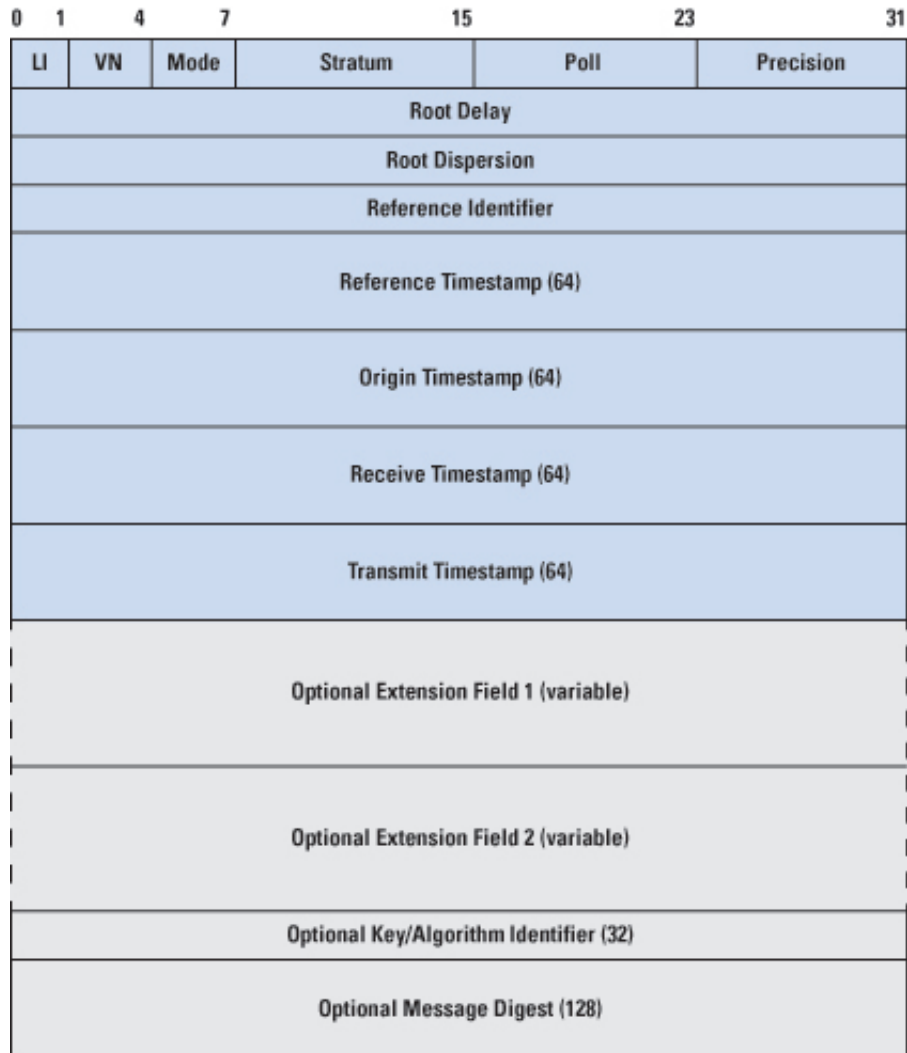 0 1 4 7 15 23 31
LI VN Mode Stratum Poll Precision
Root Delay
Root Dispersion
Reference Identifier
Reference Timestamp (64)
Origin Timestamp (64)
Receive Timestamp (64)
Transmit Timestamp (64)
Optional Extension Field 1 (variable)
Optional Extension Field 2 (variable)
Optional Key/Algorithm Identifier (32)
Optional Message Digest (128)